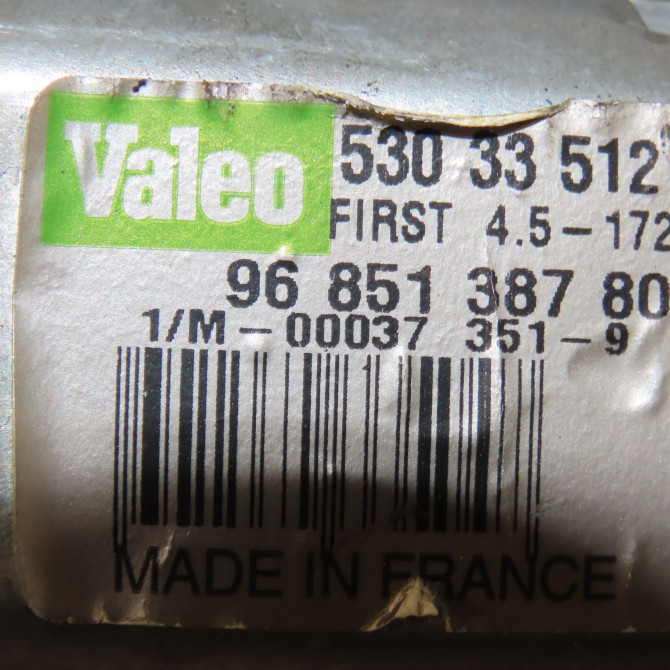 Valeo 530 33 512
FIRST 4.5-172
96 851 387 80
1/M-00037 351-9
MADE IN FRANCE